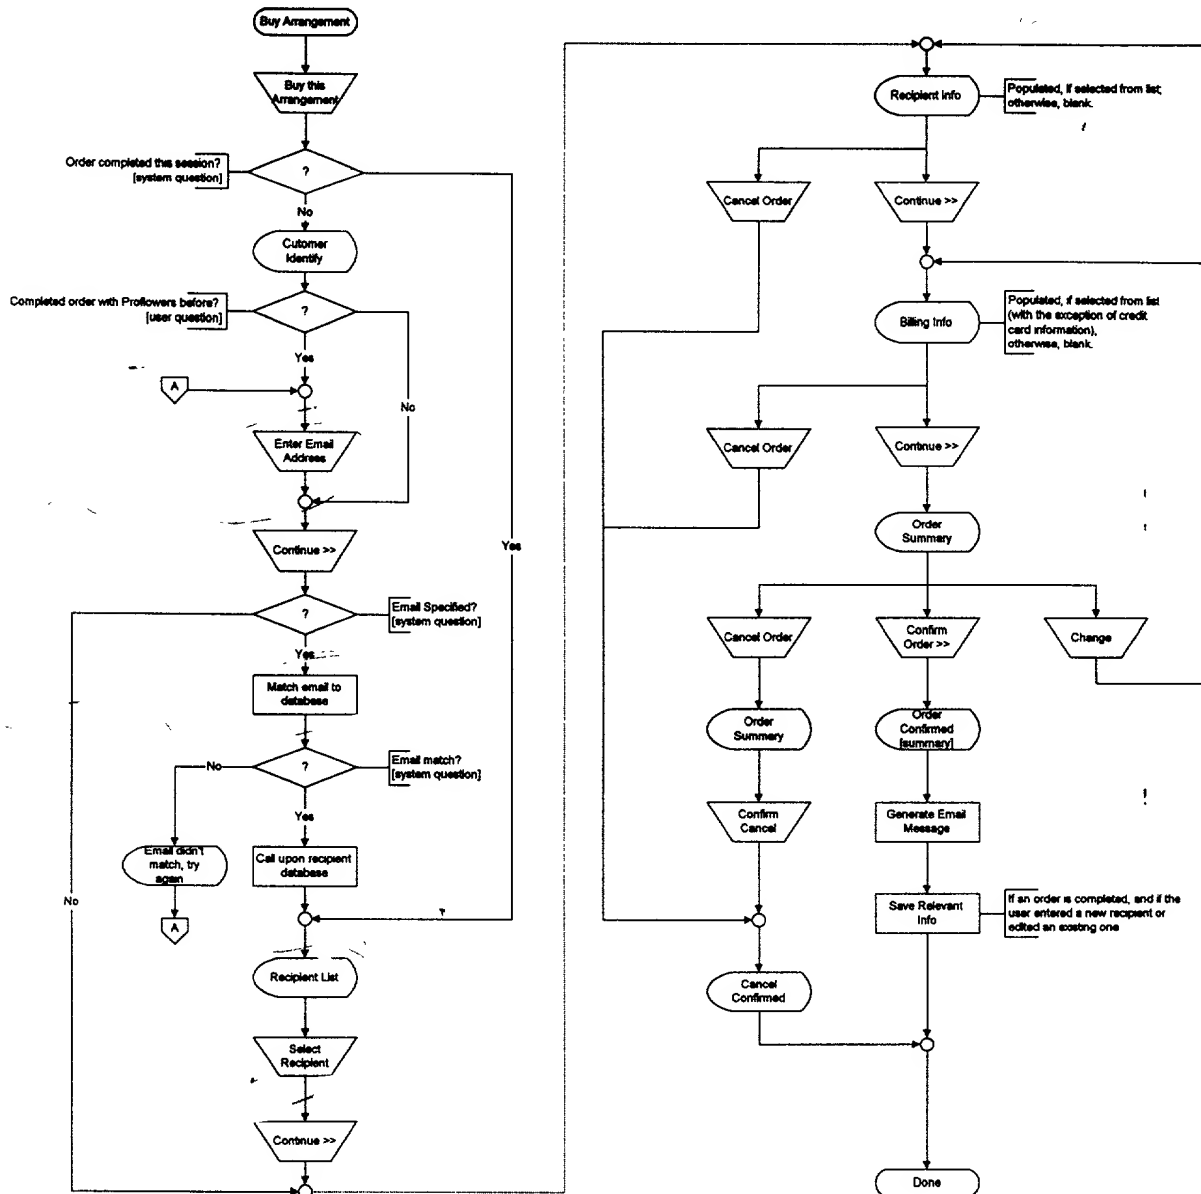 Buy Arrangement
Buy this
Arrangement
Order completed this session?
[system question]
?
No
Cutomer
Identify
Completed order with Proflowers before?
[user question]
?
Yes
A
No
Enter Email
Address
Continue >>
Yes
?
Email Specified?
[system question]
Yes
Match email to
database
No
?
Email match?
[system question]
Yes
Email didn't
match, try
again
Call upon recipient
database
No
A
Recipient List
Select
Recipient
Continue >>
Recipient Info
Populated, if selected from list;
otherwise, blank.
Cancel Order
Continue >>
Billing Info
Populated, if selected from list
(with the exception of credit
card information),
otherwise, blank.
Cancel Order
Continue >>
Order
Summary
Cancel Order
Confirm
Order >>
Change
Order
Summary
Order
Confirmed
[summary]
Confirm
Cancel
Generate Email
Message
Save Relevant
Info
If an order is completed, and if the
user entered a new recipient or
edited an existing one
Cancel
Confirmed
Done